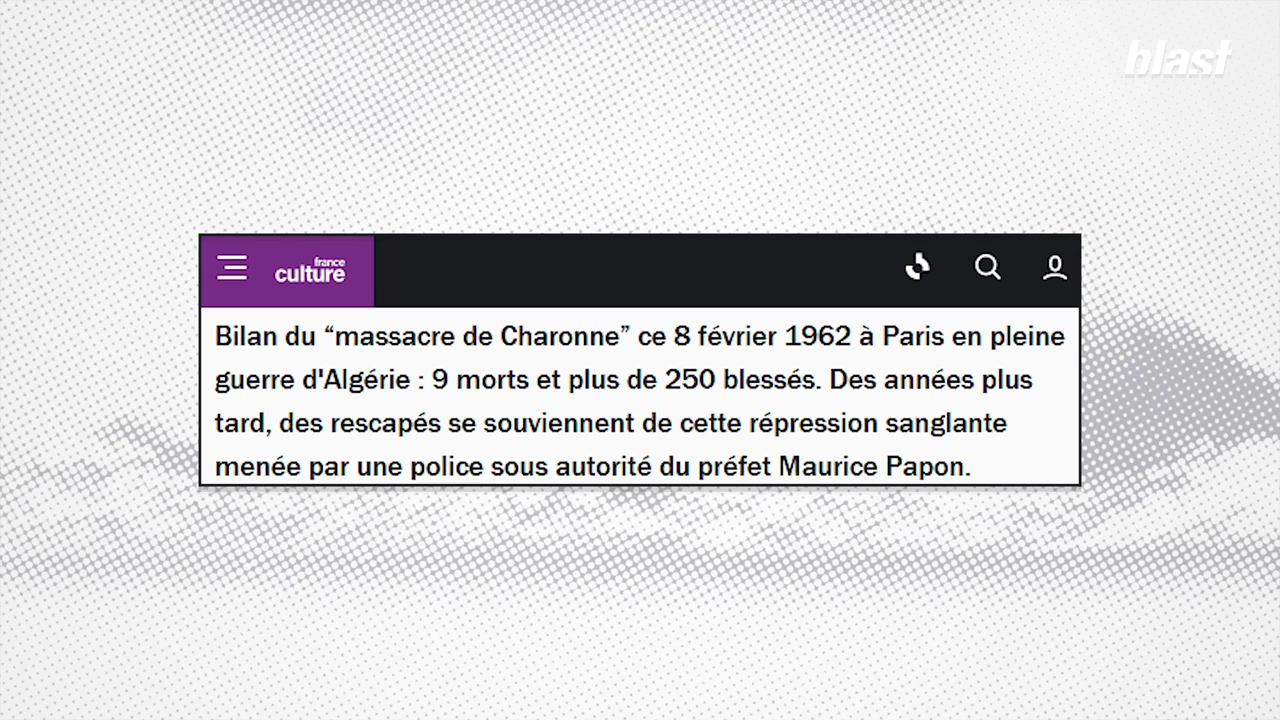 blast
france
culture
Bilan du “massacre de Charonne” ce 8 février 1962 à Paris en pleine
guerre d'Algérie : 9 morts et plus de 250 blessés. Des années plus
tard, des rescapés se souviennent de cette répression sanglante
menée par une police sous autorité du préfet Maurice Papon.